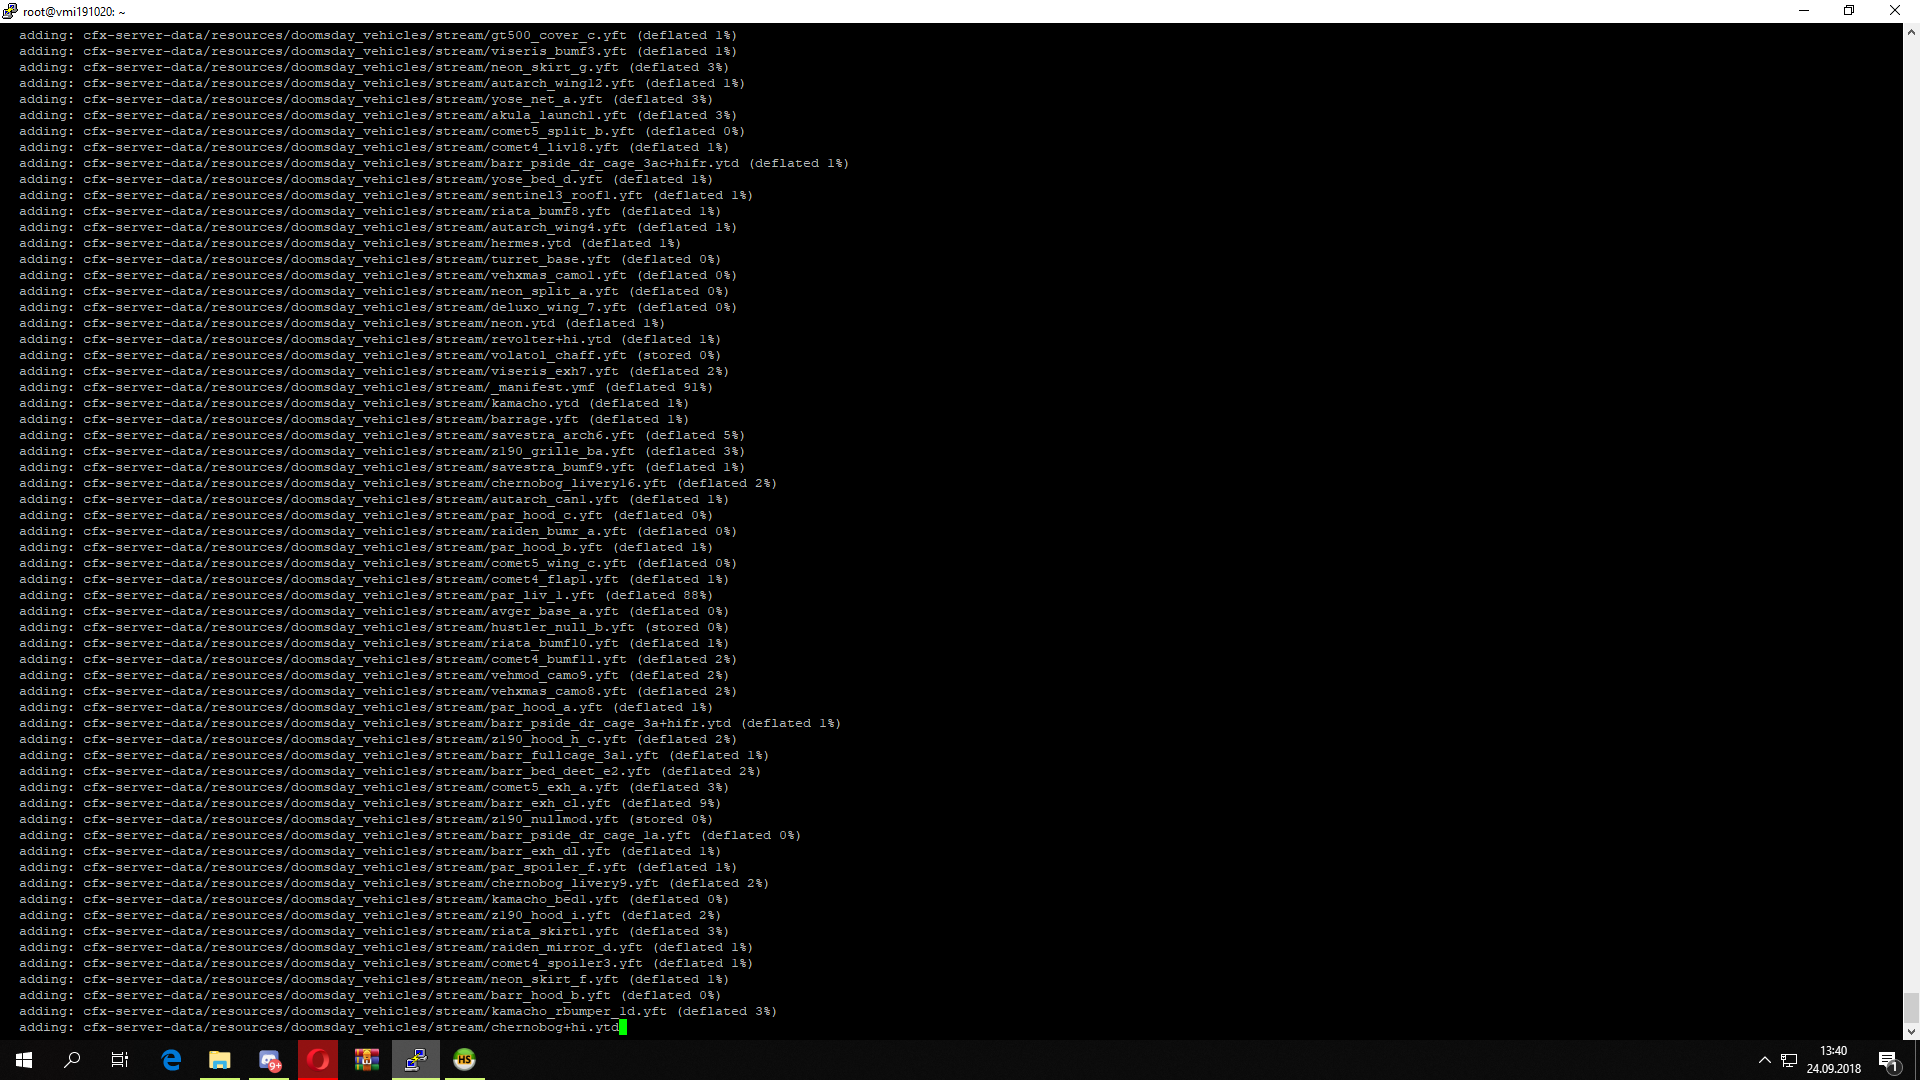 root@vmi191020: ~
adding: cfx-server-data/resources/doomsday_vehicles/stream/gt500_cover_c.yft (deflated 1%)
adding: cfx-server-data/resources/doomsday_vehicles/stream/viseris_bumf3.yft (deflated 1%)
adding: cfx-server-data/resources/doomsday_vehicles/stream/neon_skirt_g.yft (deflated 3%)
adding: cfx-server-data/resources/doomsday_vehicles/stream/autarch_wing12.yft (deflated 1%)
adding: cfx-server-data/resources/doomsday_vehicles/stream/yose_net_a.yft (deflated 3%)
adding: cfx-server-data/resources/doomsday_vehicles/stream/akula_launch1.yft (deflated 3%)
adding: cfx-server-data/resources/doomsday_vehicles/stream/comet5_split_b.yft (deflated 0%)
adding: cfx-server-data/resources/doomsday_vehicles/stream/comet4_liv18.yft (deflated 1%)
adding: cfx-server-data/resources/doomsday_vehicles/stream/barr_pside_dr_cage_3ac+hifr.ytd (deflated 1%)
adding: cfx-server-data/resources/doomsday_vehicles/stream/yose_bed_d.yft (deflated 1%)
adding: cfx-server-data/resources/doomsday_vehicles/stream/sentinel3_roof1.yft (deflated 1%)
adding: cfx-server-data/resources/doomsday_vehicles/stream/riata_bumf8.yft (deflated 1%)
adding: cfx-server-data/resources/doomsday_vehicles/stream/autarch_wing4.yft (deflated 1%)
adding: cfx-server-data/resources/doomsday_vehicles/stream/hermes.ytd (deflated 1%)
adding: cfx-server-data/resources/doomsday_vehicles/stream/turret_base.yft (deflated 0%)
adding: cfx-server-data/resources/doomsday_vehicles/stream/vehxmas_camo1.yft (deflated 0%)
adding: cfx-server-data/resources/doomsday_vehicles/stream/neon_split_a.yft (deflated 0%)
adding: cfx-server-data/resources/doomsday_vehicles/stream/deluxo_wing_7.yft (deflated 0%)
adding: cfx-server-data/resources/doomsday_vehicles/stream/neon.ytd (deflated 1%)
adding: cfx-server-data/resources/doomsday_vehicles/stream/revolter+hi.ytd (deflated 1%)
adding: cfx-server-data/resources/doomsday_vehicles/stream/volatol_chaff.yft (stored 0%)
adding: cfx-server-data/resources/doomsday_vehicles/stream/viseris_exh7.yft (deflated 2%)
adding: cfx-server-data/resources/doomsday_vehicles/stream/_manifest.ymf (deflated 91%)
adding: cfx-server-data/resources/doomsday_vehicles/stream/kamacho.ytd (deflated 1%)
adding: cfx-server-data/resources/doomsday_vehicles/stream/barrage.yft (deflated 1%)
adding: cfx-server-data/resources/doomsday_vehicles/stream/savestra_arch6.yft (deflated 5%)
adding: cfx-server-data/resources/doomsday_vehicles/stream/z190_grille_ba.yft (deflated 3%)
adding: cfx-server-data/resources/doomsday_vehicles/stream/savestra_bumf9.yft (deflated 1%)
adding: cfx-server-data/resources/doomsday_vehicles/stream/chernobog_livery16.yft (deflated 2%)
adding: cfx-server-data/resources/doomsday_vehicles/stream/autarch_can1.yft (deflated 1%)
adding: cfx-server-data/resources/doomsday_vehicles/stream/par_hood_c.yft (deflated 0%)
adding: cfx-server-data/resources/doomsday_vehicles/stream/raiden_bumr_a.yft (deflated 0%)
adding: cfx-server-data/resources/doomsday_vehicles/stream/par_hood_b.yft (deflated 1%)
adding: cfx-server-data/resources/doomsday_vehicles/stream/comet5_wing_c.yft (deflated 0%)
adding: cfx-server-data/resources/doomsday_vehicles/stream/comet4_flap1.yft (deflated 1%)
adding: cfx-server-data/resources/doomsday_vehicles/stream/par_liv_1.yft (deflated 88%)
adding: cfx-server-data/resources/doomsday_vehicles/stream/avger_base_a.yft (deflated 0%)
adding: cfx-server-data/resources/doomsday_vehicles/stream/hustler_null_b.yft (stored 0%)
adding: cfx-server-data/resources/doomsday_vehicles/stream/riata_bumf10.yft (deflated 1%)
adding: cfx-server-data/resources/doomsday_vehicles/stream/comet4_bumf11.yft (deflated 2%)
adding: cfx-server-data/resources/doomsday_vehicles/stream/vehmod_camo9.yft (deflated 2%)
adding: cfx-server-data/resources/doomsday_vehicles/stream/vehxmas_camo8.yft (deflated 2%)
adding: cfx-server-data/resources/doomsday_vehicles/stream/par_hood_a.yft (deflated 1%)
adding: cfx-server-data/resources/doomsday_vehicles/stream/barr_pside_dr_cage_3a+hifr.ytd (deflated 1%)
adding: cfx-server-data/resources/doomsday_vehicles/stream/z190_hood_h_c.yft (deflated 2%)
adding: cfx-server-data/resources/doomsday_vehicles/stream/barr_fullcage_3a1.yft (deflated 1%)
adding: cfx-server-data/resources/doomsday_vehicles/stream/barr_bed_deet_e2.yft (deflated 2%)
adding: cfx-server-data/resources/doomsday_vehicles/stream/comet5_exh_a.yft (deflated 3%)
adding: cfx-server-data/resources/doomsday_vehicles/stream/barr_exh_c1.yft (deflated 9%)
adding: cfx-server-data/resources/doomsday_vehicles/stream/z190_nullmod.yft (stored 0%)
adding: cfx-server-data/resources/doomsday_vehicles/stream/barr_pside_dr_cage_1a.yft (deflated 0%)
adding: cfx-server-data/resources/doomsday_vehicles/stream/barr_exh_d1.yft (deflated 1%)
adding: cfx-server-data/resources/doomsday_vehicles/stream/par_spoiler_f.yft (deflated 1%)
adding: cfx-server-data/resources/doomsday_vehicles/stream/chernobog_livery9.yft (deflated 2%)
adding: cfx-server-data/resources/doomsday_vehicles/stream/kamacho_bed1.yft (deflated 0%)
adding: cfx-server-data/resources/doomsday_vehicles/stream/z190_hood_i.yft (deflated 2%)
adding: cfx-server-data/resources/doomsday_vehicles/stream/riata_skirt1.yft (deflated 3%)
adding: cfx-server-data/resources/doomsday_vehicles/stream/raiden_mirror_d.yft (deflated 1%)
adding: cfx-server-data/resources/doomsday_vehicles/stream/comet4_spoiler3.yft (deflated 1%)
adding: cfx-server-data/resources/doomsday_vehicles/stream/neon_skirt_f.yft (deflated 1%)
adding: cfx-server-data/resources/doomsday_vehicles/stream/barr_hood_b.yft (deflated 0%)
adding: cfx-server-data/resources/doomsday_vehicles/stream/kamacho_rbumper_1d.yft (deflated 3%)
adding: cfx-server-data/resources/doomsday_vehicles/stream/chernobog+hi.ytd
9+
HS
13:40
24.09.2018
1